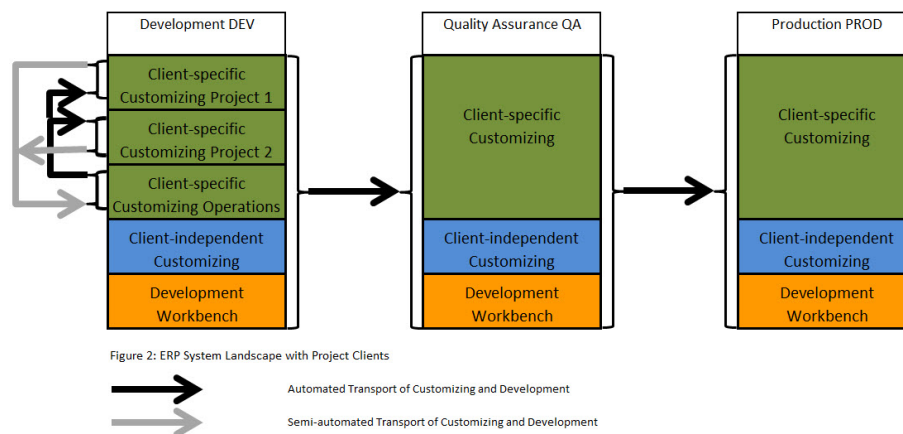 Development DEV
Quality Assurance QA
Production PROD
Client-specific
Customizing Project 1
Client-specific
Customizing Project 2
Client-specific
Customizing Operations
Client-independent
Customizing
Development
Workbench
Client-specific
Customizing
Client-independent
Customizing
Development
Workbench
Client-specific
Customizing
Client-independent
Customizing
Development
Workbench
Figure 2: ERP System Landscape with Project Clients
Automated Transport of Customizing and Development
Semi-automated Transport of Customizing and Development